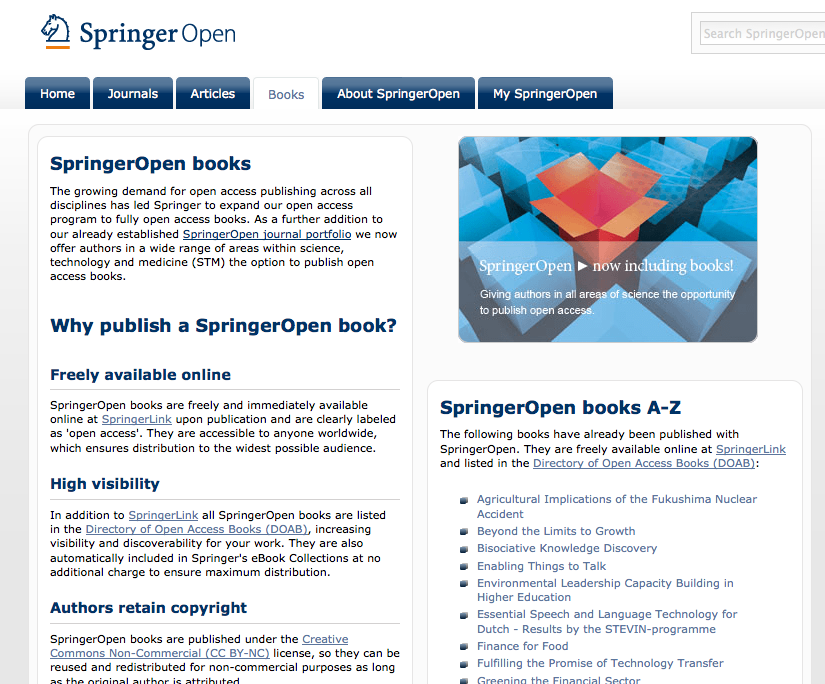 Springer Open
Search SpringerOpen
Home
Journals
Articles
Books
About SpringerOpen
My SpringerOpen
SpringerOpen books
The growing demand for open access publishing across all
disciplines has led Springer to expand our open access
program to fully open access books. As a further addition to
our already established SpringerOpen journal portfolio we now
offer authors in a wide range of areas within science,
technology and medicine (STM) the option to publish open
access books.
Why publish a SpringerOpen book?
Freely available online
SpringerOpen books are freely and immediately available
online at SpringerLink upon publication and are clearly labeled
as 'open access'. They are accessible to anyone worldwide,
which ensures distribution to the widest possible audience.
High visibility
In addition to SpringerLink all SpringerOpen books are listed
in the Directory of Open Access Books (DOAB), increasing
visibility and discoverability for your work. They are also
automatically included in Springer's eBook Collections at no
additional charge to ensure maximum distribution.
Authors retain copyright
SpringerOpen books are published under the Creative
Commons Non-Commercial (CC BY-NC) license, so they can be
reused and redistributed for non-commercial purposes as long
as the original author is attributed.
SpringerOpen ▶ now including books!
Giving authors in all areas of science the opportunity
to publish open access.
SpringerOpen books A-Z
The following books have already been published with
SpringerOpen. They are freely available online at SpringerLink
and listed in the Directory of Open Access Books (DOAB):
Agricultural Implications of the Fukushima Nuclear
Accident
Beyond the Limits to Growth
Bisociative Knowledge Discovery
Enabling Things to Talk
Environmental Leadership Capacity Building in
Higher Education
Essential Speech and Language Technology for
Dutch - Results by the STEVIN-programme
Finance for Food
Fulfilling the Promise of Technology Transfer
Greening the Financial Sector